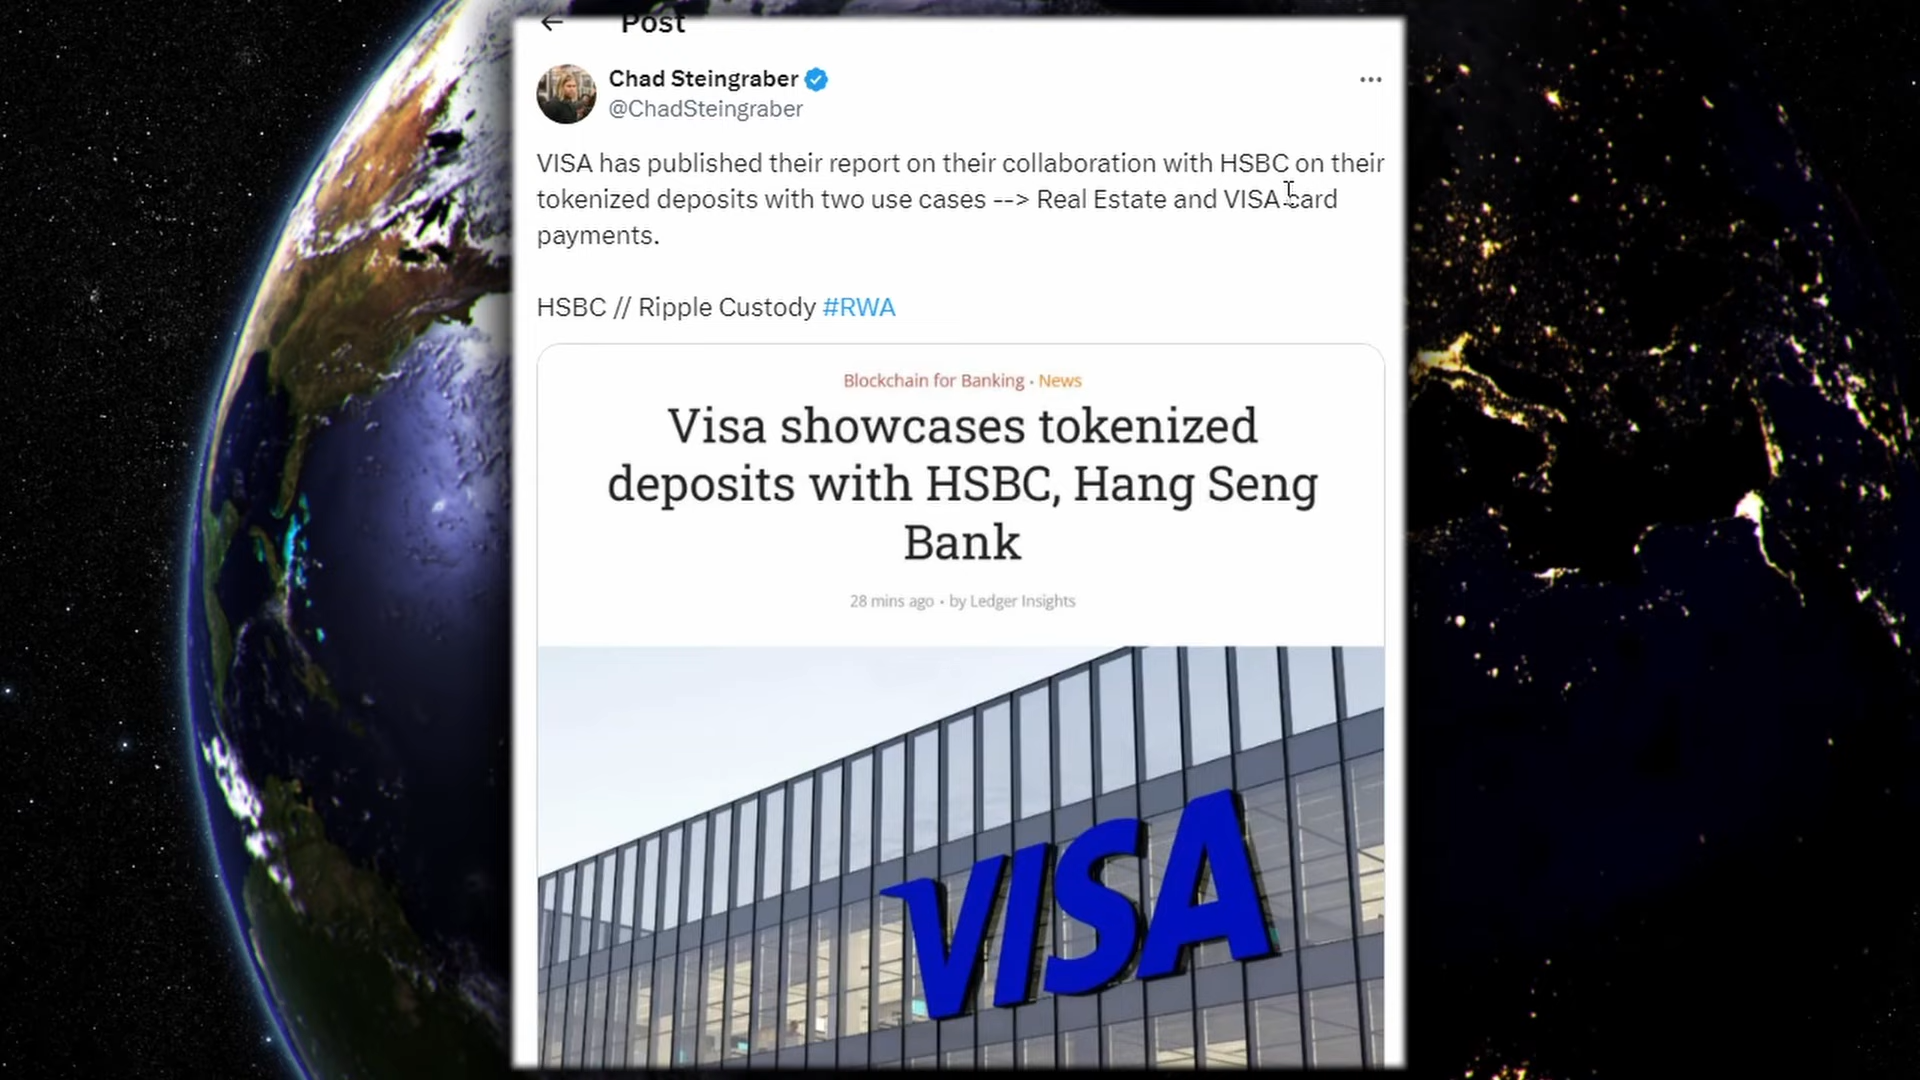 Post
Chad Steingraber
@ChadSteingraber
VISA has published their report on their collaboration with HSBC on their
tokenized deposits with two use cases --> Real Estate and VISA card
payments.
HSBC // Ripple Custody #RWA
Blockchain for Banking • News
Visa showcases tokenized
deposits with HSBC, Hang Seng
Bank
28 mins ago • by Ledger Insights
VISA